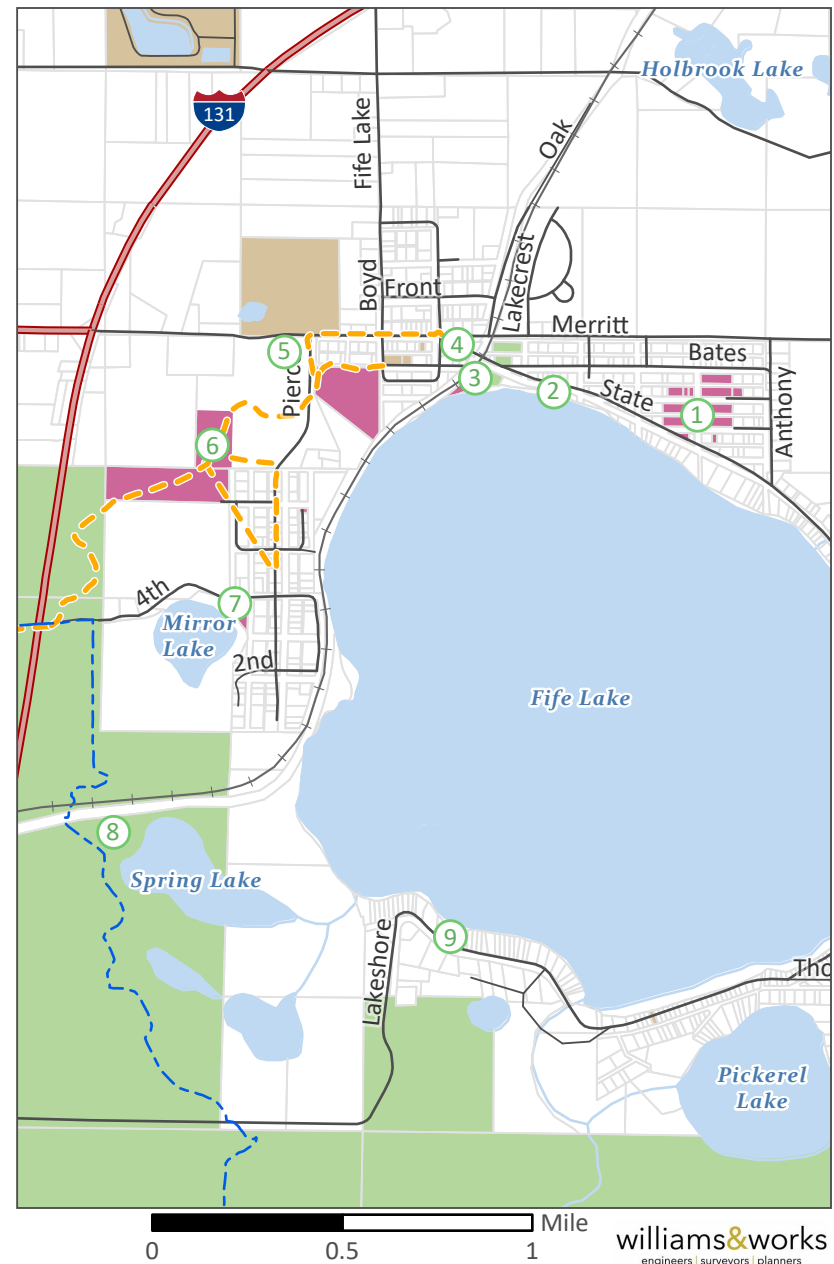 Holbrook Lake
131
Fife Lake
Oak
Boyd
Front
Lakecrest
Merritt
Bates
4
5
3
2
State
1
Anthony
Pierc
6
4th
7
Mirror
Lake
2nd
Fife Lake
8
Spring Lake
9
Lakeshore
Tho
Pickerel
Lake
Mile
0
0.5
1
williams&works
engineers | surveyors | planners